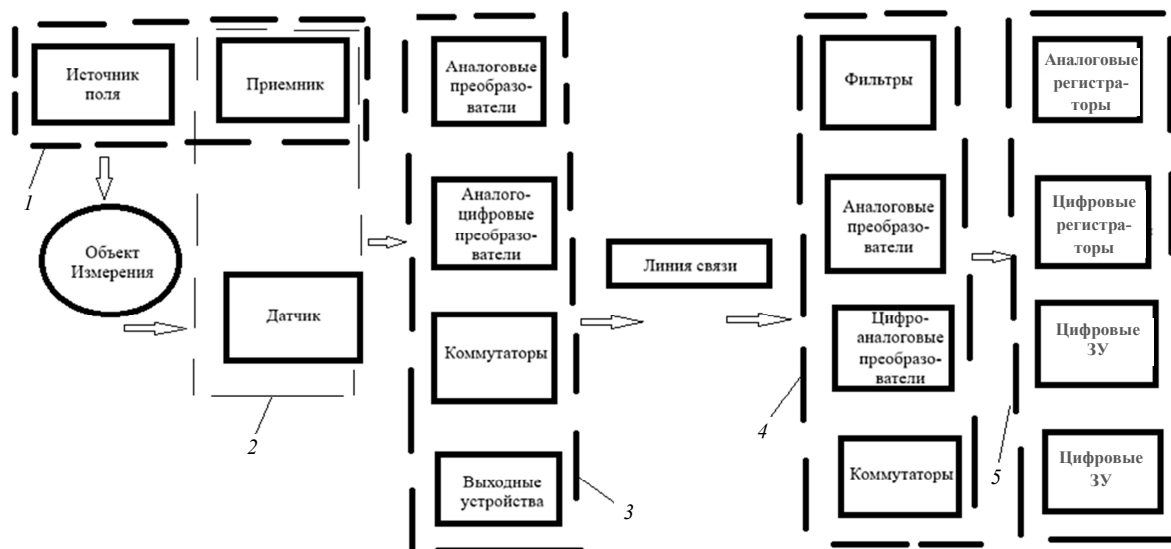 Источник
поля
Приемник
1
Объект
Измерения
Датчик
2
Аналоговые
преобразо-
ватели
Аналого-
цифровые
преобразо-
ватели
Коммутаторы
Выходные
устройства
3
Линия связи
Фильтры
Аналоговые
преобразо-
ватели
Цифро-
аналоговые
преобразо-
ватели
Коммутаторы
4
Аналоговые
регистра-
торы
Цифровые
регистра-
торы
Цифровые
ЗУ
Цифровые
ЗУ
5